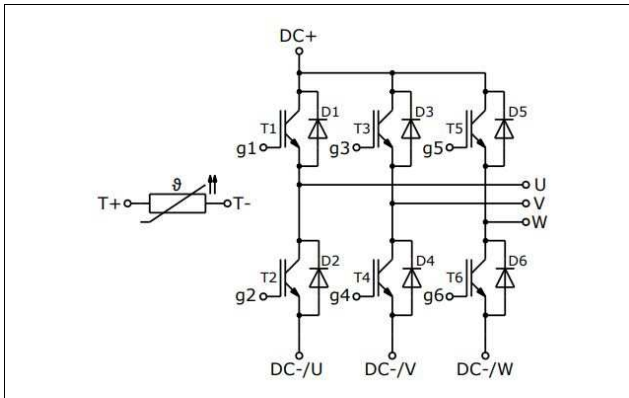 DC+
T1 D1 T3 D3 T5 D5
g1 g3 g5
ϑ
T+ T-
U
V
W
T2 D2 T4 D4 T6 D6
g2 g4 g6
DC-/U DC-/V DC-/W